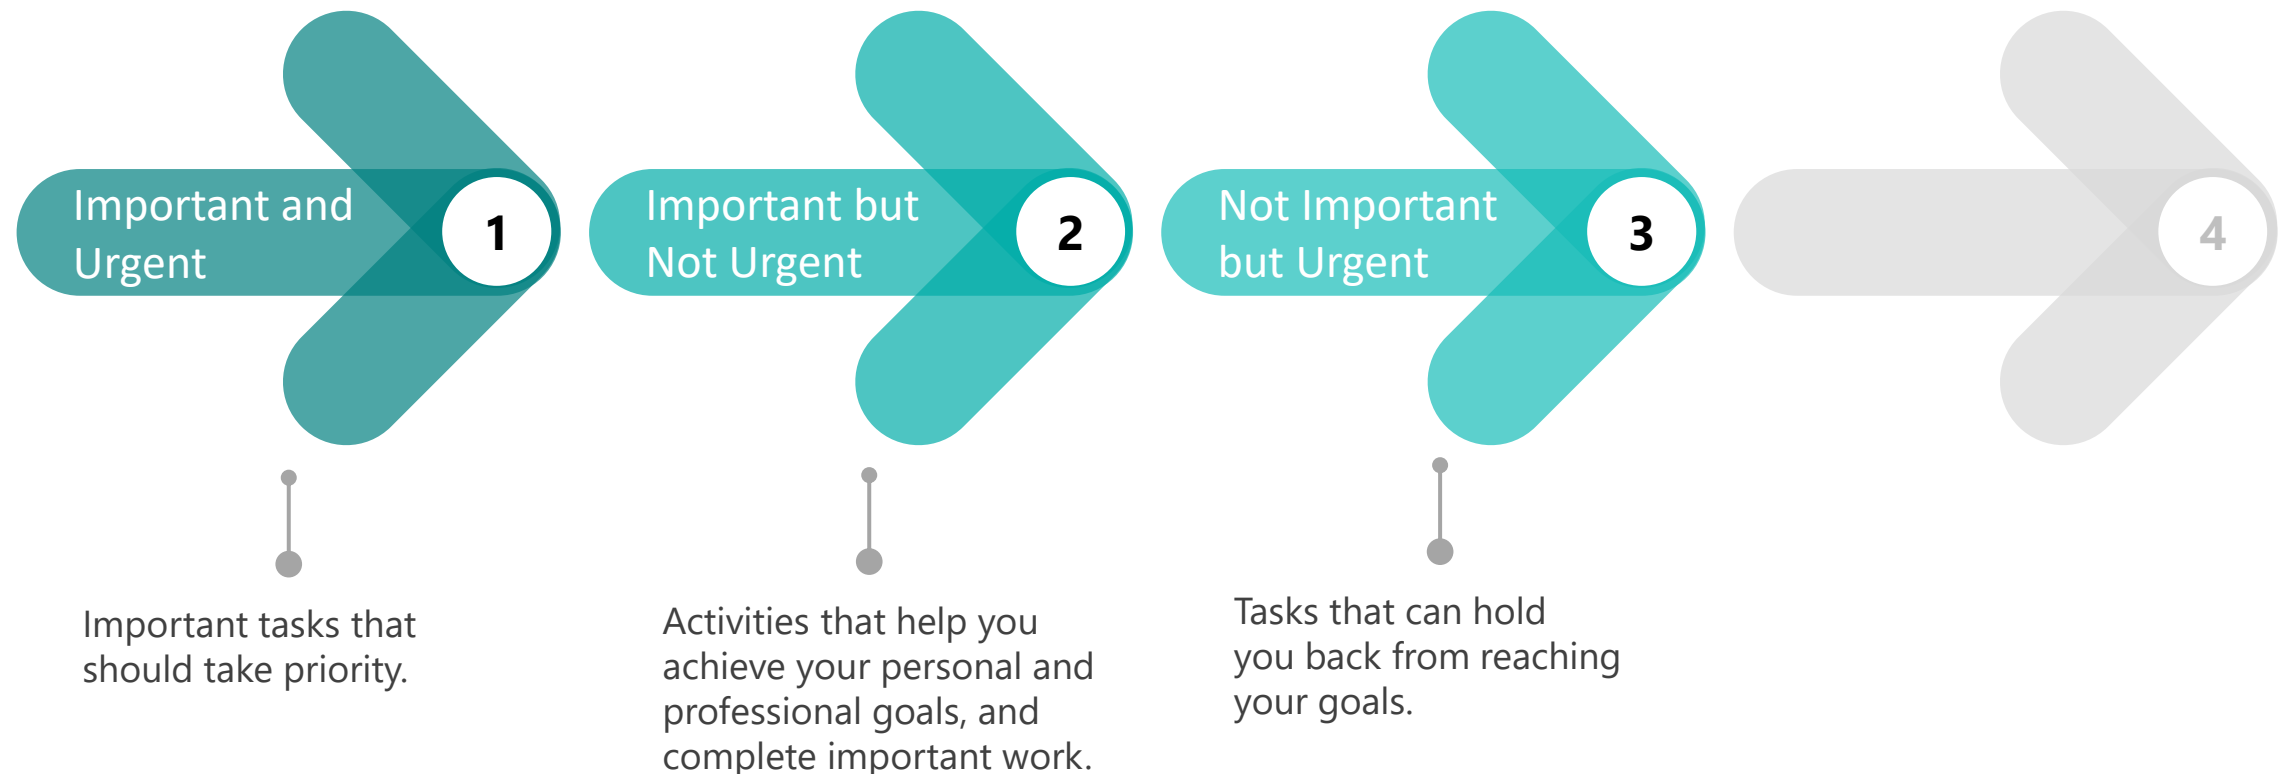 Important and
Urgent
1
Important but
Not Urgent
2
Not Important
but Urgent
3
4
Important tasks that
should take priority.
Activities that help you
achieve your personal and
professional goals, and
complete important work.
Tasks that can hold
you back from reaching
your goals.